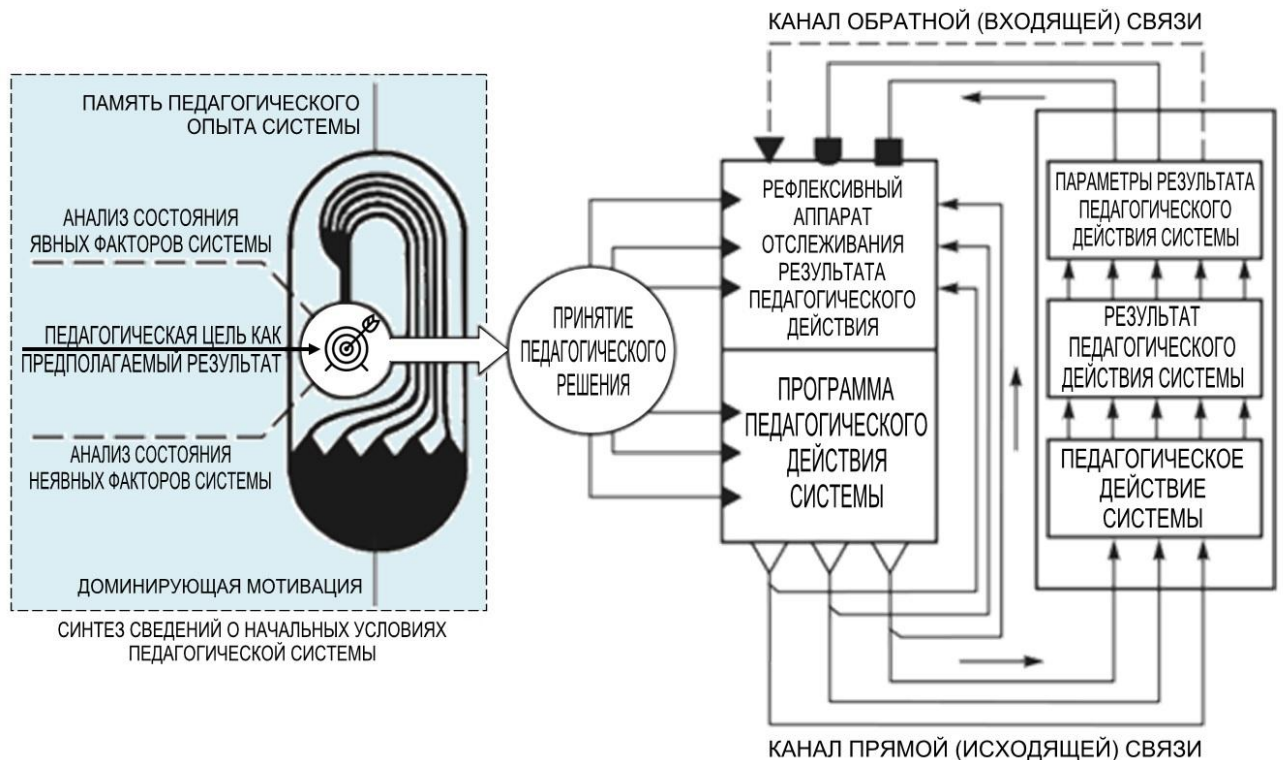 КАНАЛ ОБРАТНОЙ (ВХОДЯЩЕЙ) СВЯЗИ
ПАМЯТЬ ПЕДАГОГИЧЕСКОГО
ОПЫТА СИСТЕМЫ
АНАЛИЗ СОСТОЯНИЯ
ЯВНЫХ ФАКТОРОВ СИСТЕМЫ
ПЕДАГОГИЧЕСКАЯ ЦЕЛЬ КАК
ПРЕДПОЛАГАЕМЫЙ РЕЗУЛЬТАТ
АНАЛИЗ СОСТОЯНИЯ
НЕЯВНЫХ ФАКТОРОВ СИСТЕМЫ
ДОМИНИРУЮЩАЯ МОТИВАЦИЯ
СИНТЕЗ СВЕДЕНИЙ О НАЧАЛЬНЫХ УСЛОВИЯХ
ПЕДАГОГИЧЕСКОЙ СИСТЕМЫ
ПРИНЯТИЕ
ПЕДАГОГИЧЕСКОГО
РЕШЕНИЯ
РЕФЛЕКСИВНЫЙ
АППАРАТ
ОТСЛЕЖИВАНИЯ
РЕЗУЛЬТАТА
ПЕДАГОГИЧЕСКОГО
ДЕЙСТВИЯ
ПРОГРАММА
ПЕДАГОГИЧЕСКОГО
ДЕЙСТВИЯ
СИСТЕМЫ
ПАРАМЕТРЫ РЕЗУЛЬТАТА
ПЕДАГОГИЧЕСКОГО
ДЕЙСТВИЯ СИСТЕМЫ
РЕЗУЛЬТАТ
ПЕДАГОГИЧЕСКОГО
ДЕЙСТВИЯ СИСТЕМЫ
ПЕДАГОГИЧЕСКОЕ
ДЕЙСТВИЕ
СИСТЕМЫ
КАНАЛ ПРЯМОЙ (ИСХОДЯЩЕЙ) СВЯЗИ